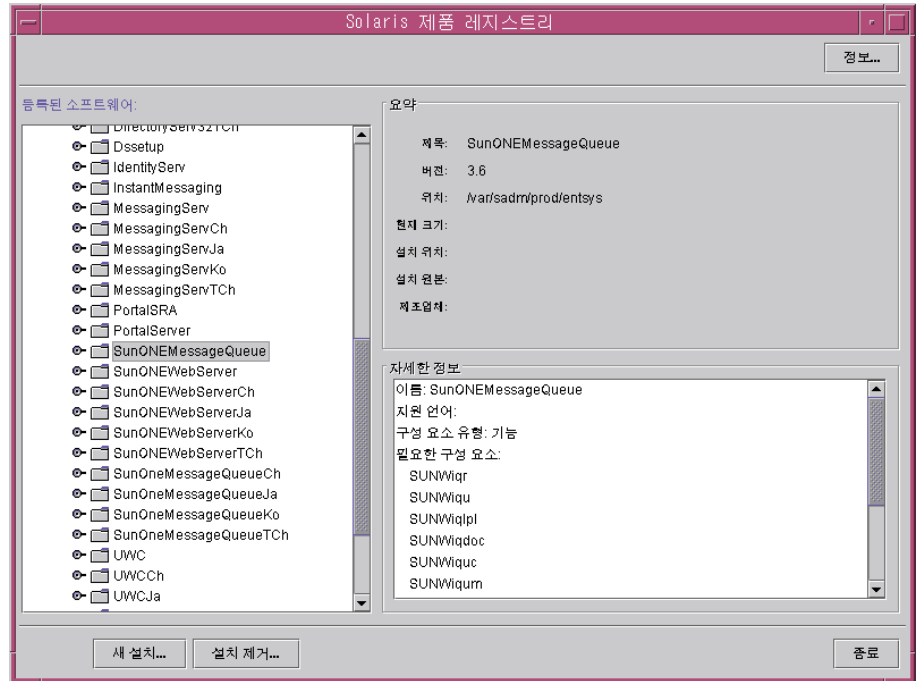 Solaris 제품 레지스트리
정보...
등록된 소프트웨어:
DirectoryServ32TCh
Dssetup
IdentityServ
InstantMessaging
MessagingServ
MessagingServCh
MessagingServJa
MessagingServKo
MessagingServTCh
PortalSRA
PortalServer
SunONEMessageQueue
SunONEWebServer
SunONEWebServerCh
SunONEWebServerJa
SunONEWebServerKo
SunONEWebServerTCh
SunOneMessageQueueCh
SunOneMessageQueueJa
SunOneMessageQueueKo
SunOneMessageQueueTCh
UWC
UWCCh
UWCJa
요약
제목: SunONEMessageQueue
버전: 3.6
위치: /var/sadm/prod/entsys
현재 크기:
설치 위치:
설치 원본:
제조업체:
자세한 정보
이름: SunONEMessageQueue
지원 언어:
구성 요소 유형: 기능
필요한 구성 요소:
SUNWiqr
SUNWiqu
SUNWiqlpl
SUNWiqdoc
SUNWiquc
SUNWiqum
새 설치...
설치 제거...
종료